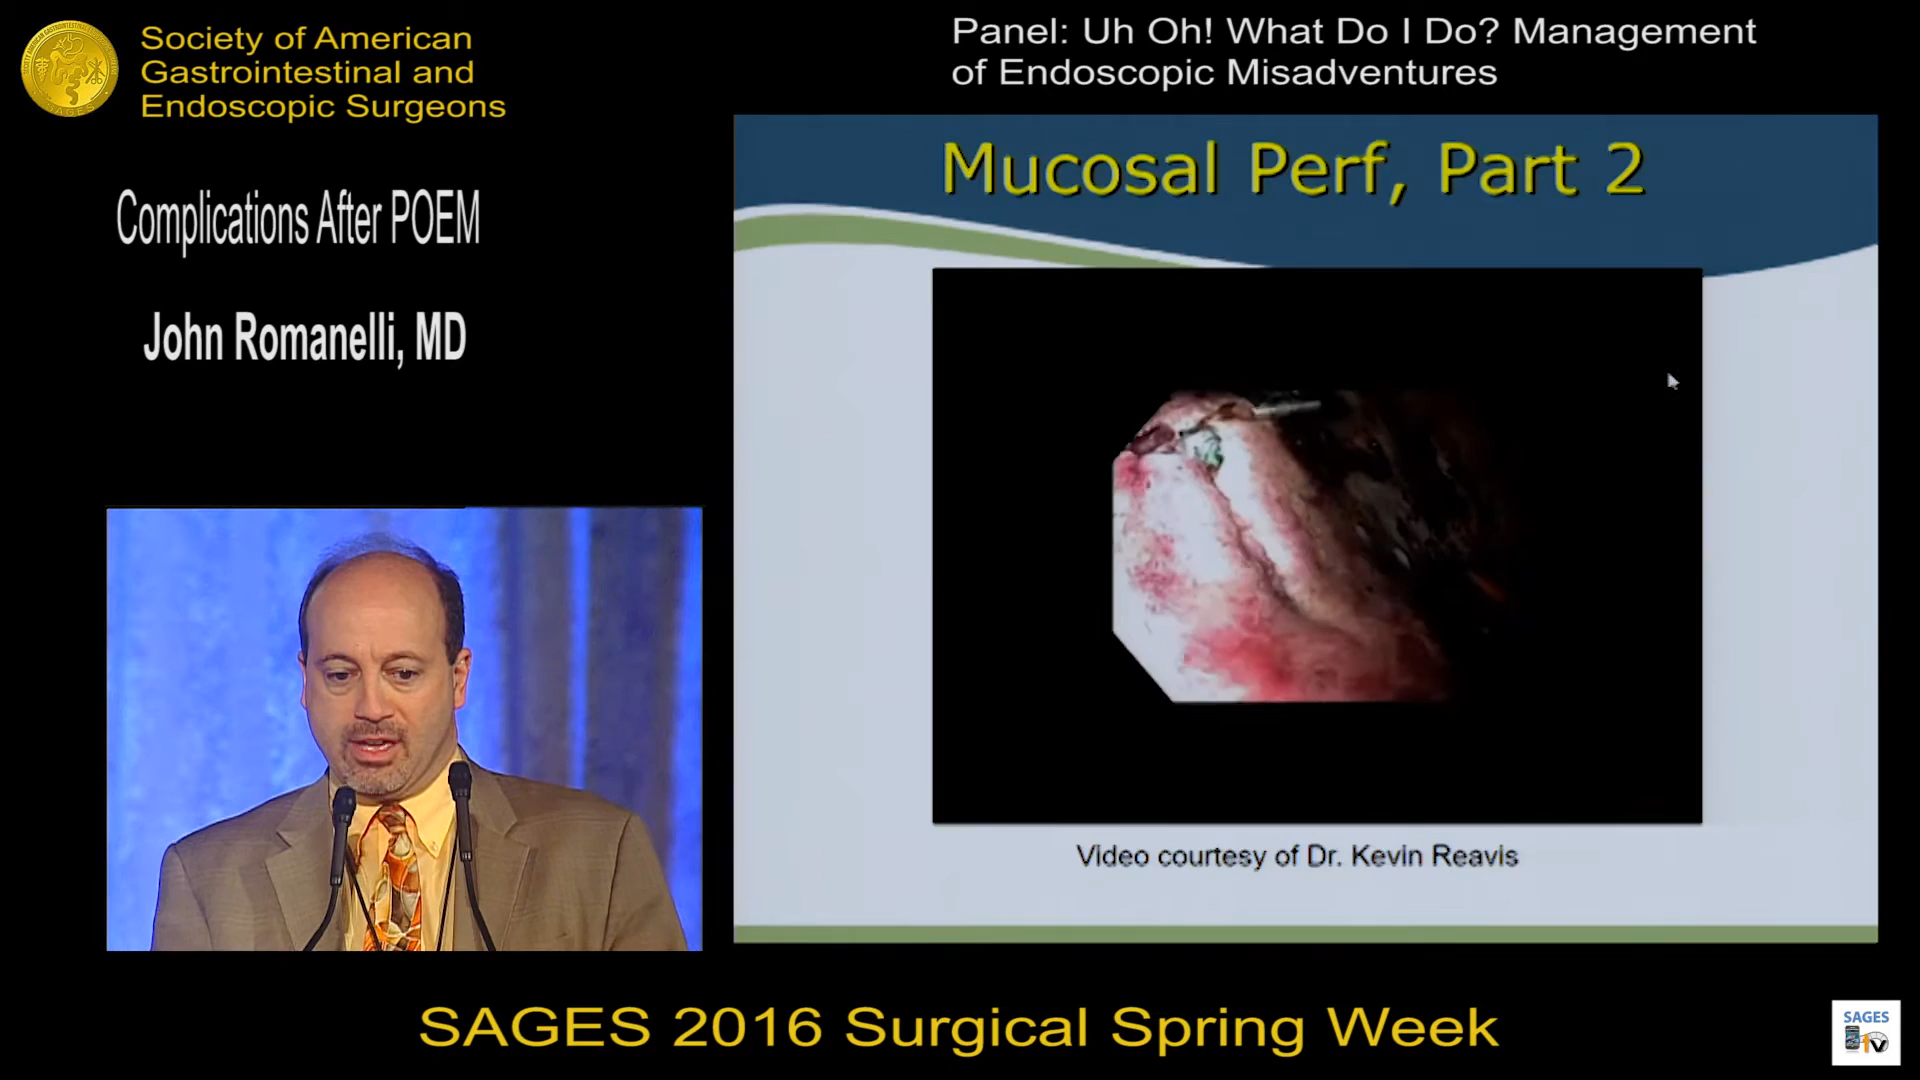 Society of American
Gastrointestinal and
Endoscopic Surgeons
Panel: Uh Oh! What Do I Do? Management
of Endoscopic Misadventures
Complications After POEM
John Romanelli, MD
Mucosal Perf, Part 2
Video courtesy of Dr. Kevin Reavis
SAGES 2016 Surgical Spring Week
SAGES
TV